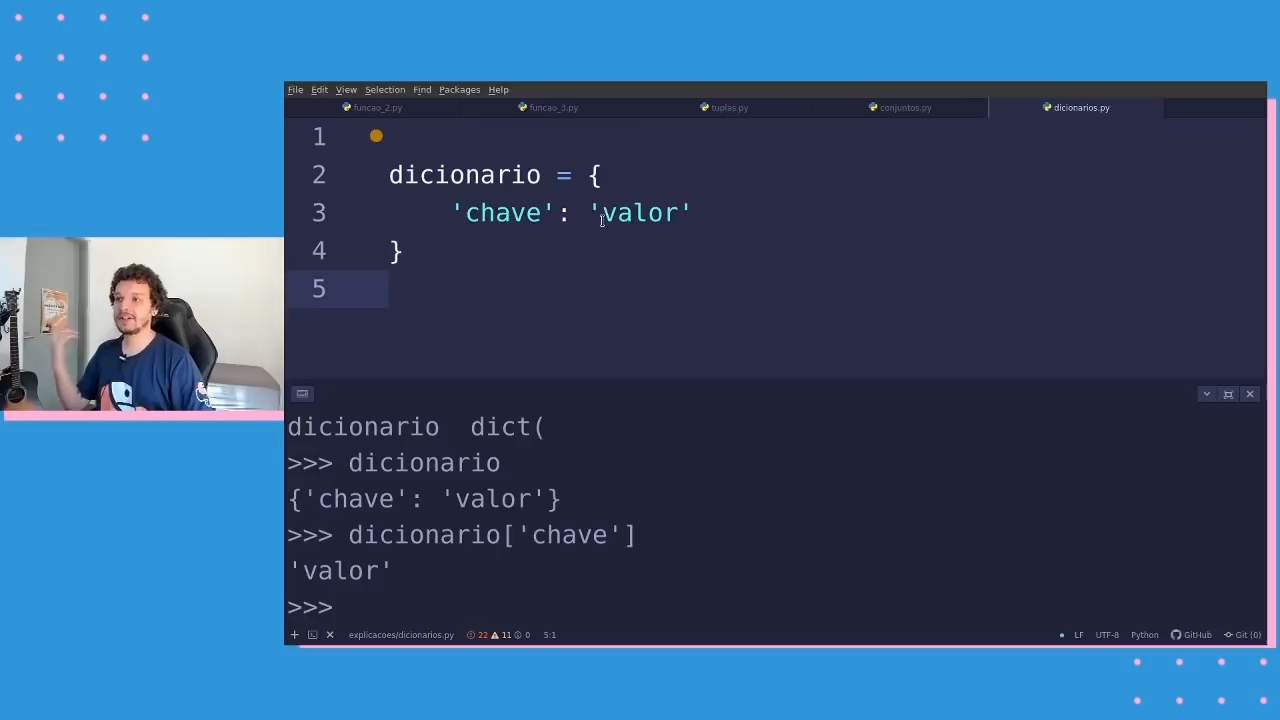 File Edit View Selection Find Packages Help
funcao_2.py funcao_3.py tuplas.py conjuntos.py dicionarios.py
1
2 dicionario = {
3 'chave': 'valor'
4 }
5
dicionario dict(
>>> dicionario
{'chave': 'valor'}
>>> dicionario['chave']
'valor'
>>>
explicacoes/dicionarios.py 22 11 0 5:1 LF UTF-8 Python GitHub Git (0)